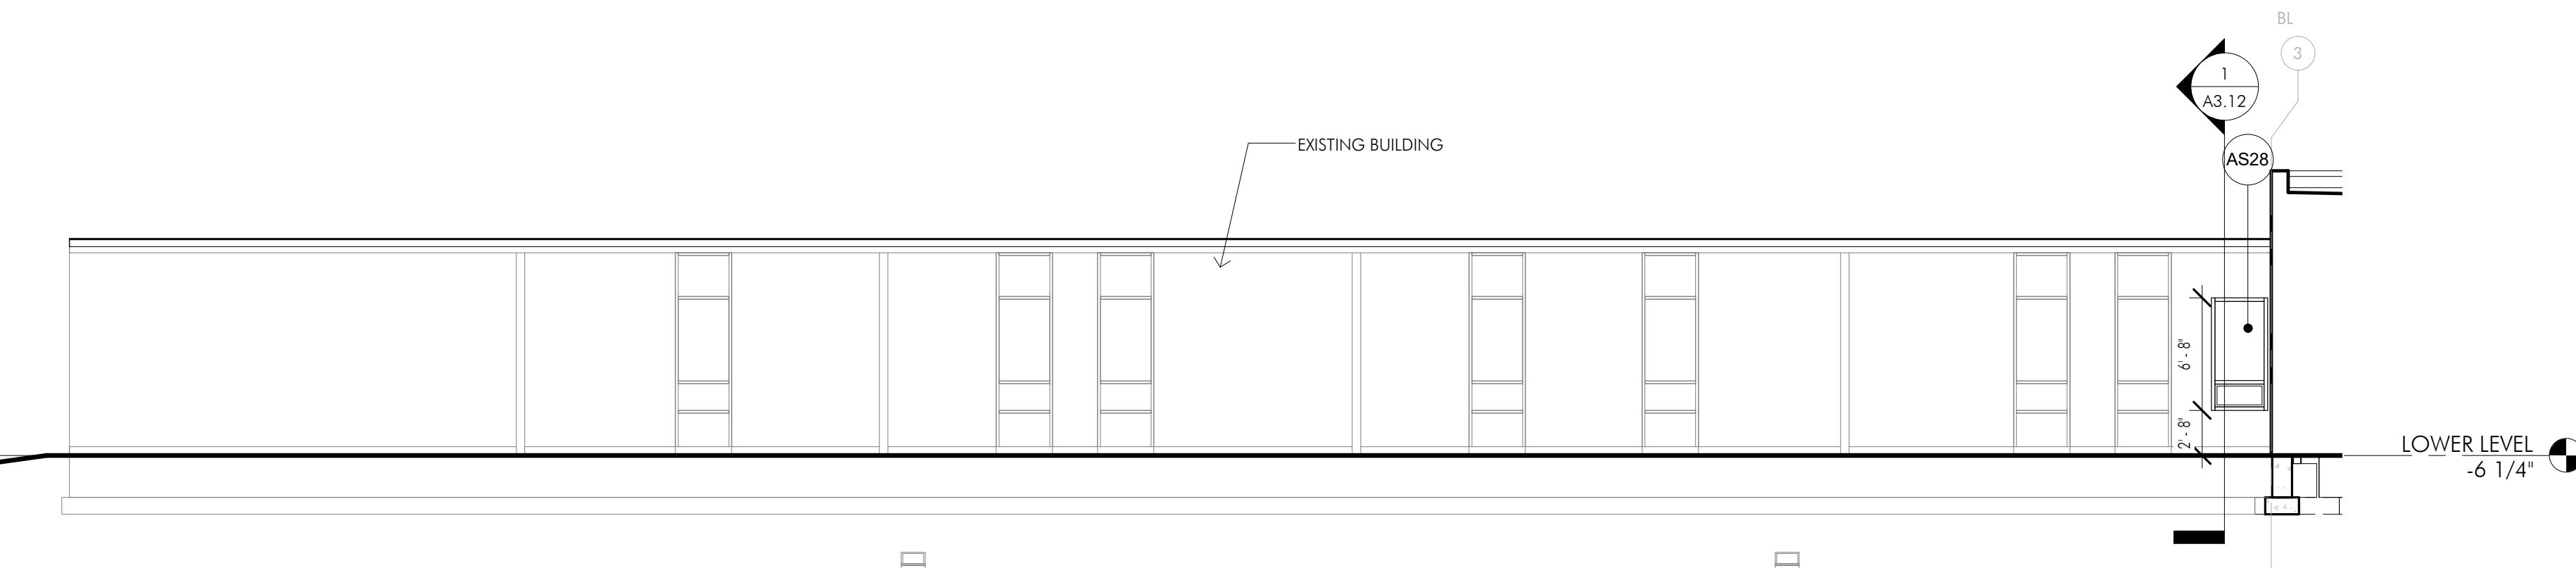 BL
3
1
A3.12
EXISTING BUILDING
AS28
6' - 8"
2' - 8"
LOWER LEVEL
-6 1/4"